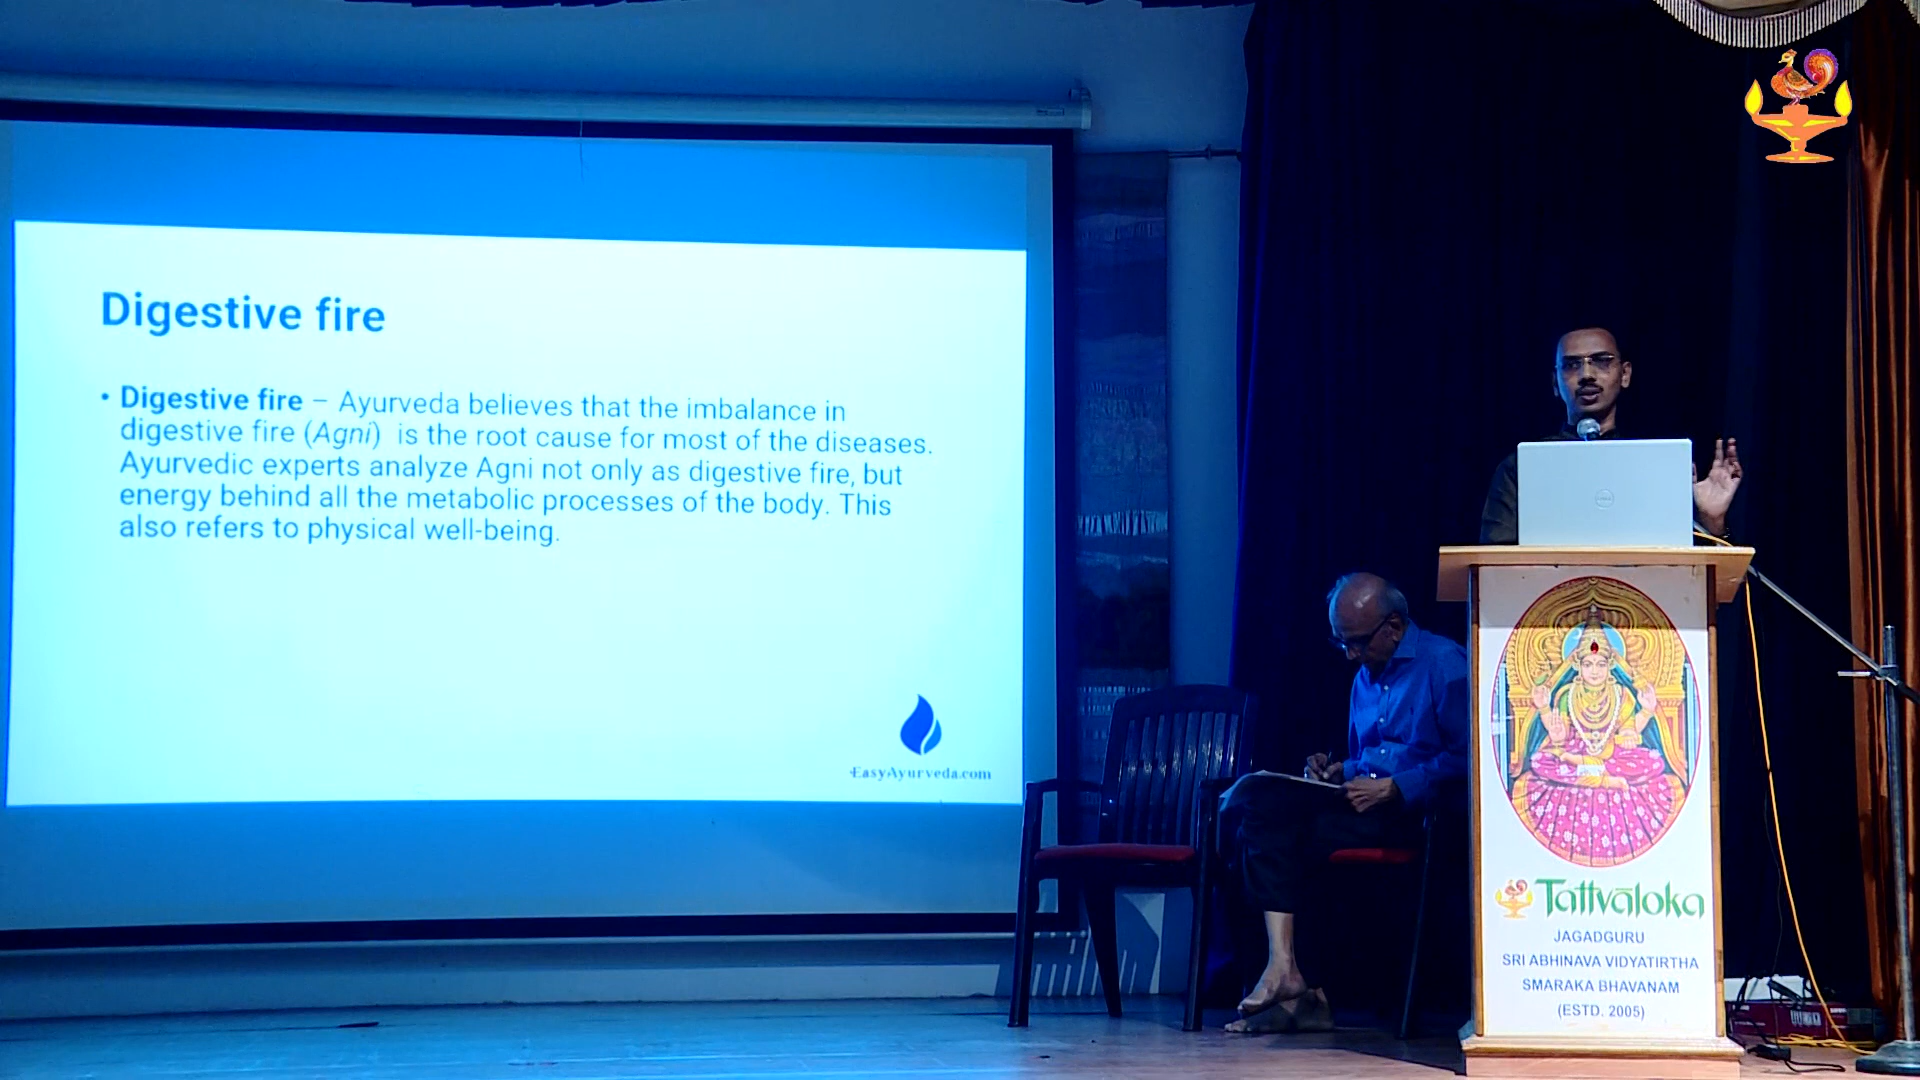 Digestive fire
• Digestive fire – Ayurveda believes that the imbalance in
digestive fire (Agni) is the root cause for most of the diseases.
Ayurvedic experts analyze Agni not only as digestive fire, but
energy behind all the metabolic processes of the body. This
also refers to physical well-being.
EasyAyurveda.com
DELL
Tattvāloka
JAGADGURU
SRI ABHINAVA VIDYATIRTHA
SMARAKA BHAVANAM
(ESTD. 2005)